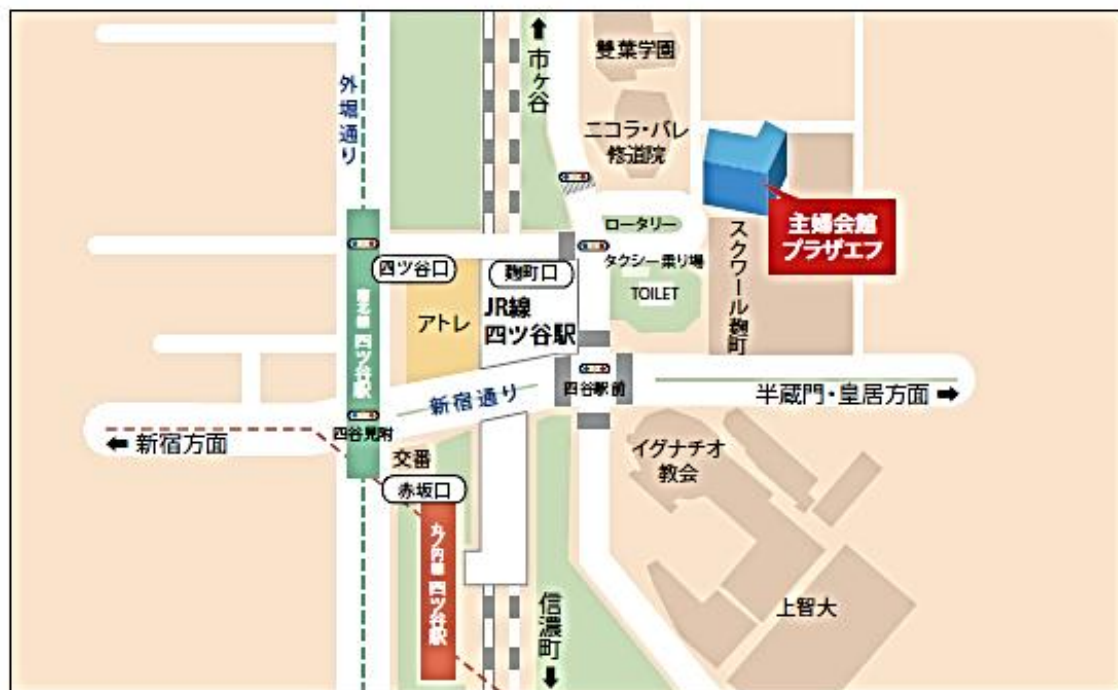 雙葉学園
市ヶ谷
外堀通り
ニコラ・バレ
修道院
主婦会館
プラザエフ
ロータリー
スクワール麹町
四ツ谷口
麹町口
タクシー乗り場
TOILET
JR線
四ツ谷駅
アトレ
南北線 四ツ谷駅
新宿通り
四谷駅前
半蔵門・皇居方面
四谷見附
新宿方面
交番
イグナチオ
教会
赤坂口
丸ノ内線 四ツ谷駅
信濃町
上智大